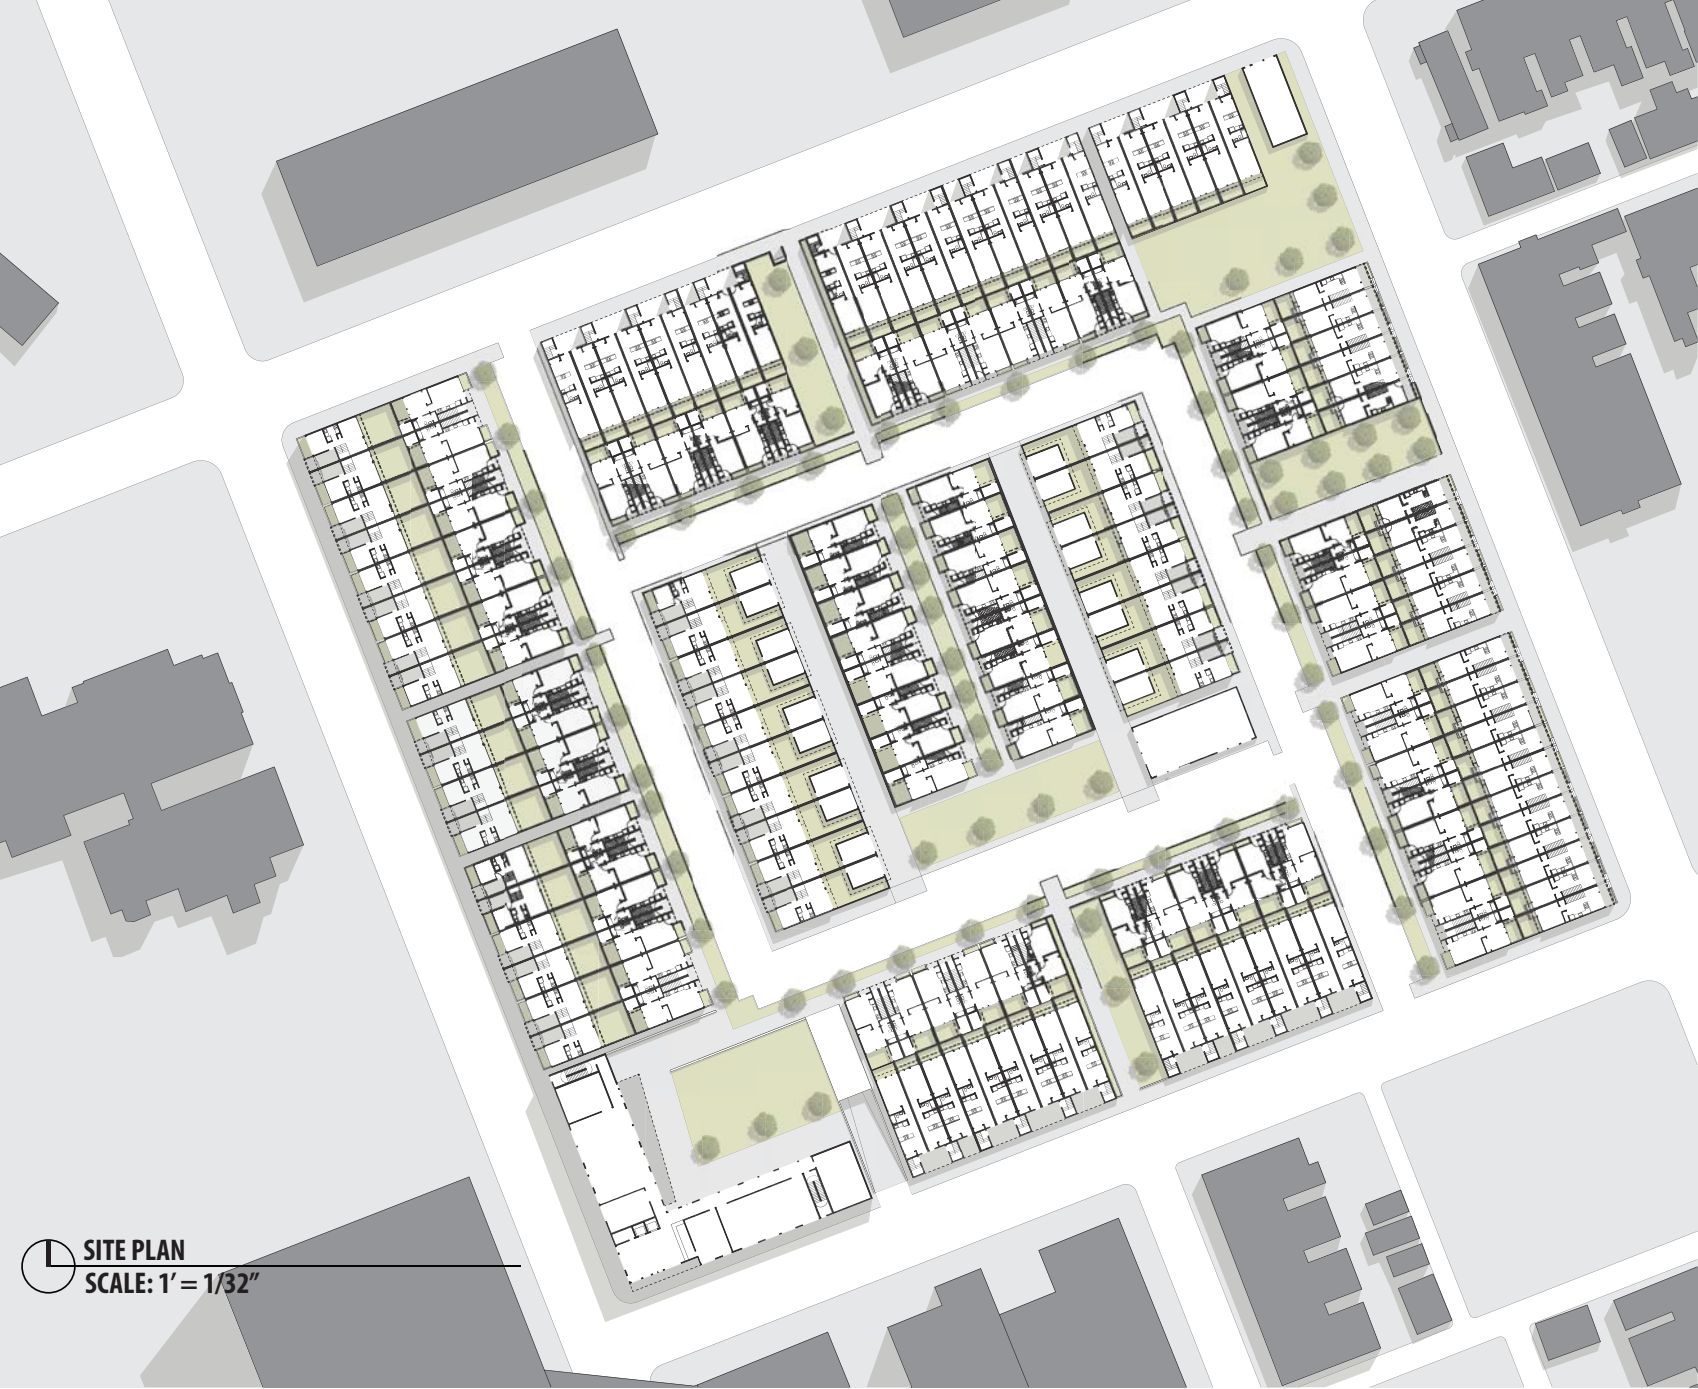 SITE PLAN
SCALE: 1’ = 1/32”